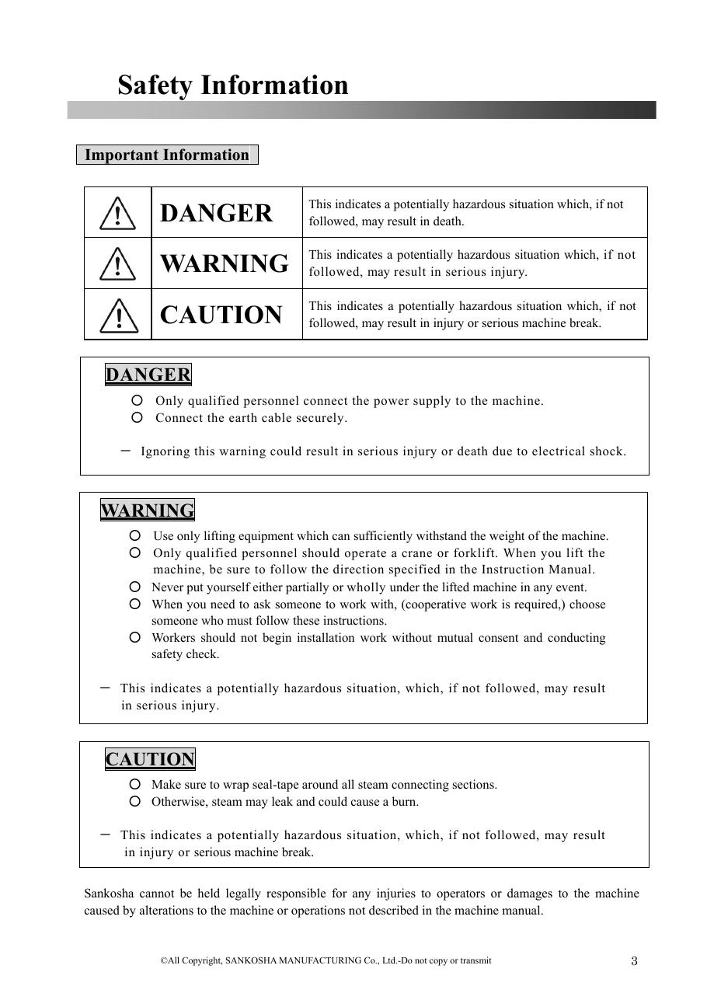 Safety Information
Important Information
DANGER
This indicates a potentially hazardous situation which, if not
followed, may result in death.
WARNING
This indicates a potentially hazardous situation which, if not
followed, may result in serious injury.
CAUTION
This indicates a potentially hazardous situation which, if not
followed, may result in injury or serious machine break.
DANGER
○ Only qualified personnel connect the power supply to the machine.
○ Connect the earth cable securely.
— Ignoring this warning could result in serious injury or death due to electrical shock.
WARNING
○ Use only lifting equipment which can sufficiently withstand the weight of the machine.
○ Only qualified personnel should operate a crane or forklift. When you lift the
machine, be sure to follow the direction specified in the Instruction Manual.
○ Never put yourself either partially or wholly under the lifted machine in any event.
○ When you need to ask someone to work with, (cooperative work is required,) choose
someone who must follow these instructions.
○ Workers should not begin installation work without mutual consent and conducting
safety check.
— This indicates a potentially hazardous situation, which, if not followed, may result
in serious injury.
CAUTION
○ Make sure to wrap seal-tape around all steam connecting sections.
○ Otherwise, steam may leak and could cause a burn.
— This indicates a potentially hazardous situation, which, if not followed, may result
in injury or serious machine break.
Sankosha cannot be held legally responsible for any injuries to operators or damages to the machine
caused by alterations to the machine or operations not described in the machine manual.
©All Copyright, SANKOSHA MANUFACTURING Co., Ltd.-Do not copy or transmit
3